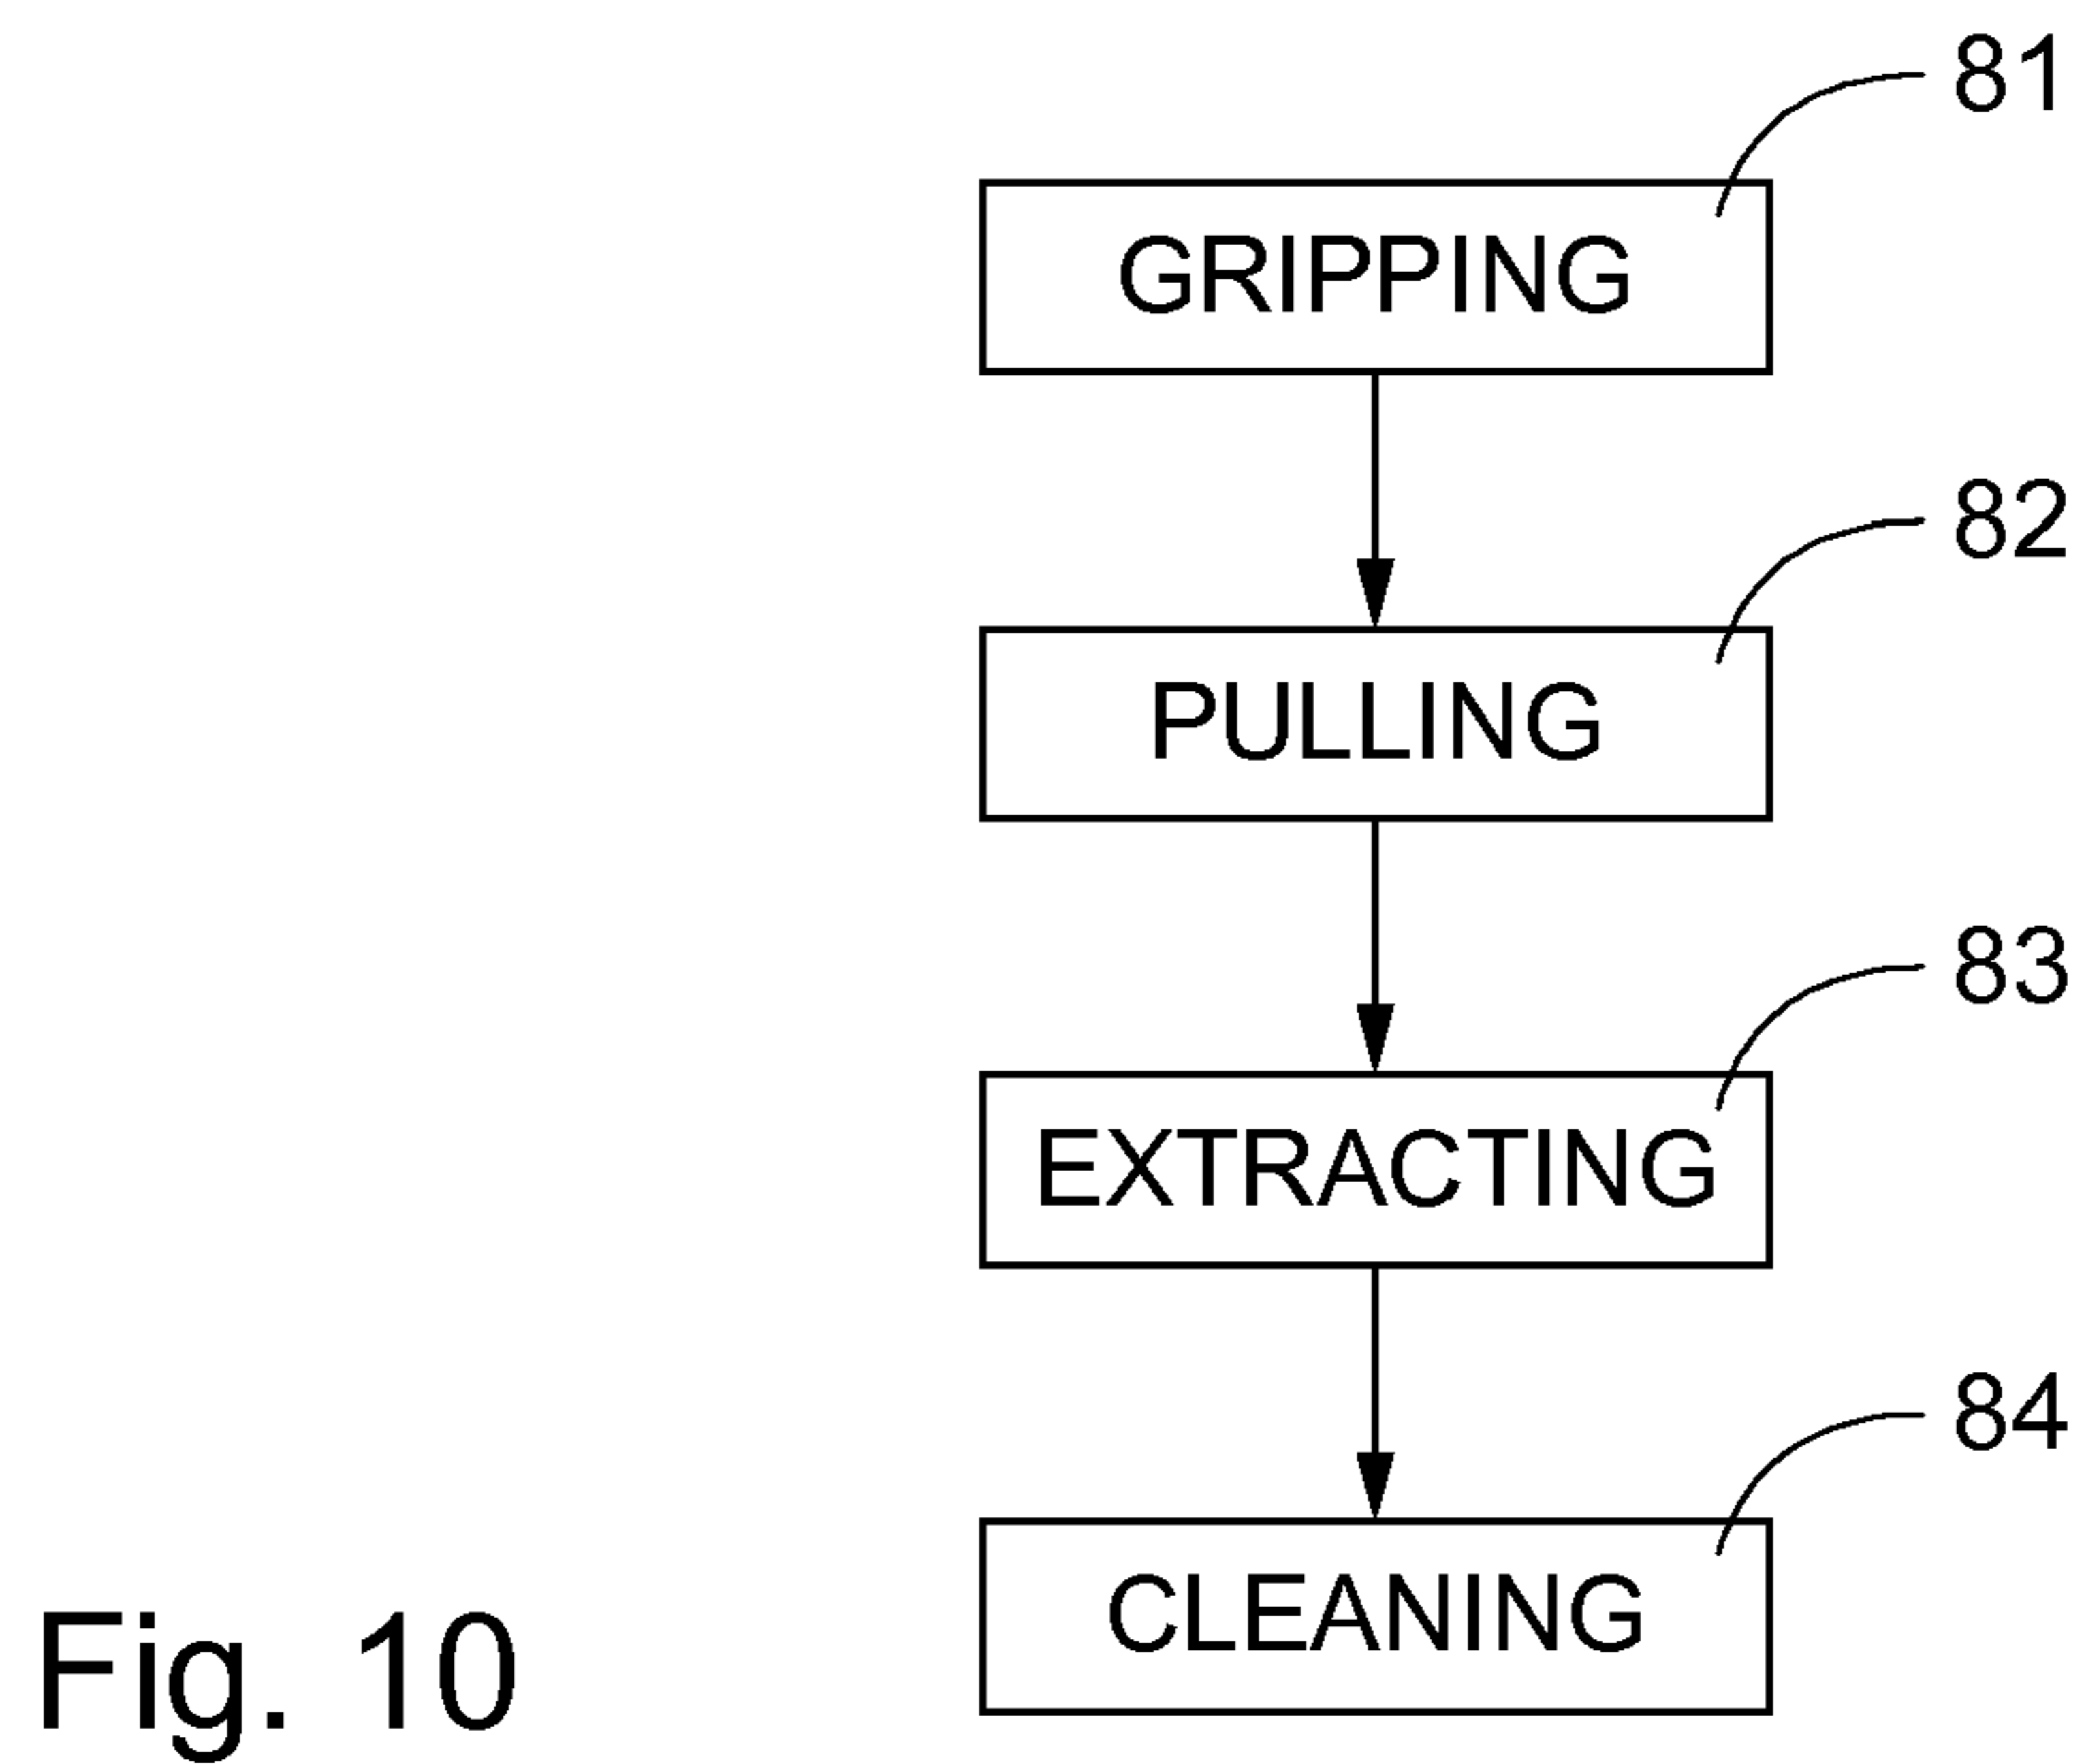 81
GRIPPING
82
PULLING
83
EXTRACTING
84
CLEANING
Fig. 10